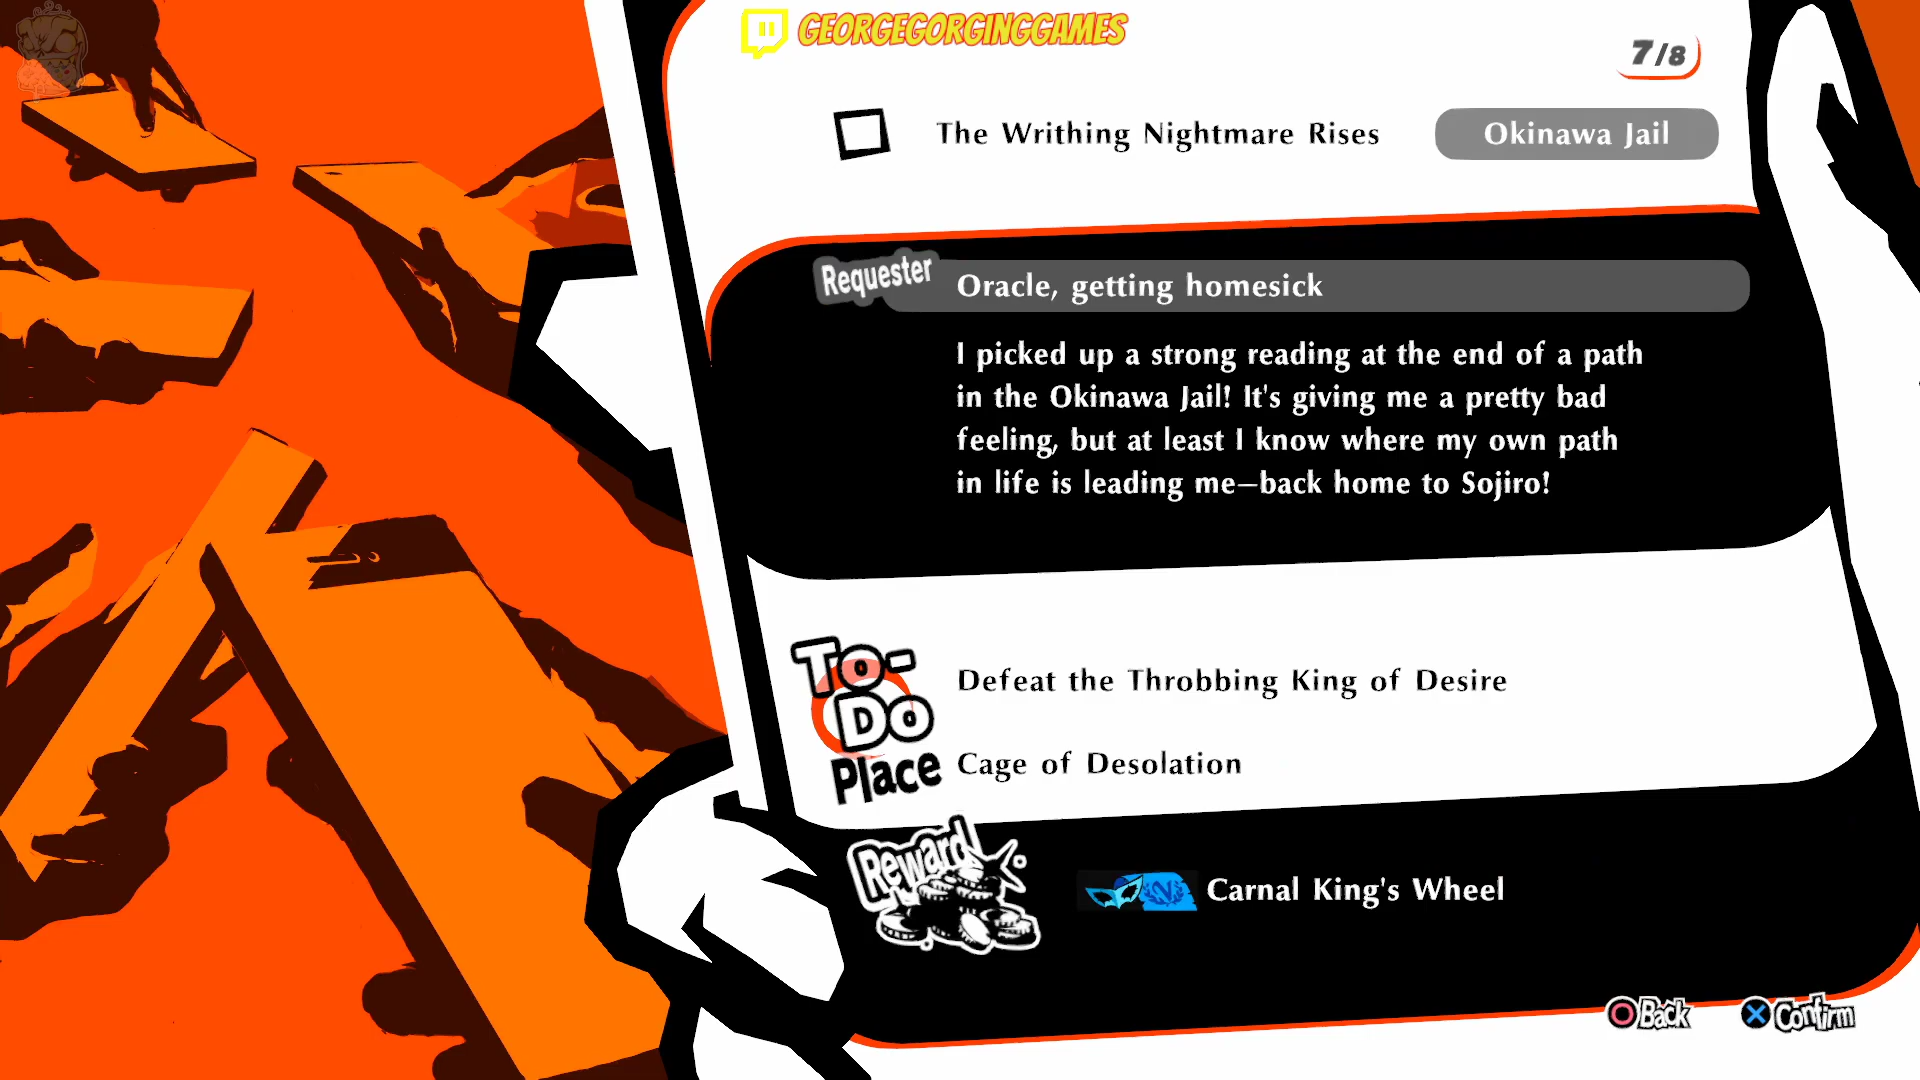 GEORGEGORGINGGAMES
7/8
The Writhing Nightmare Rises
Okinawa Jail
Requester
Oracle, getting homesick
I picked up a strong reading at the end of a path
in the Okinawa Jail! It's giving me a pretty bad
feeling, but at least I know where my own path
in life is leading me—back home to Sojiro!
To-
Do
Defeat the Throbbing King of Desire
Place
Cage of Desolation
Reward
Carnal King's Wheel
Back
Confirm